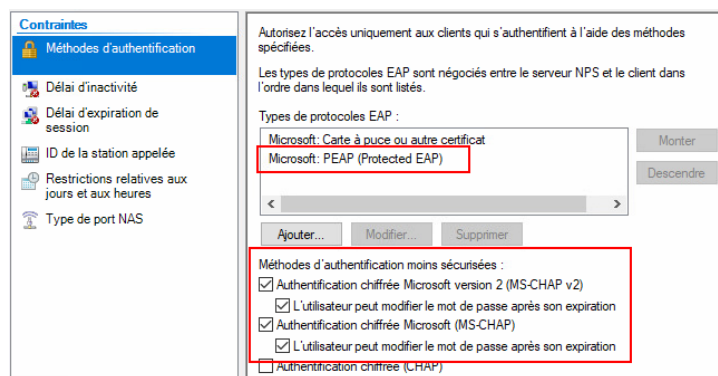 Contraintes
Méthodes d'authentification
Délai d'inactivité
Délai d'expiration de
session
ID de la station appelée
Restrictions relatives aux
jours et aux heures
Type de port NAS
Autorisez l'accès uniquement aux clients qui s'authentifient à l'aide des méthodes
spécifiées.
Les types de protocoles EAP sont négociés entre le serveur NPS et le client dans
l'ordre dans lequel ils sont listés.
Types de protocoles EAP :
Microsoft: Carte à puce ou autre certificat
Microsoft: PEAP (Protected EAP)
Monter
Descendre
Ajouter... Modifier... Supprimer
Méthodes d'authentification moins sécurisées :
Authentification chiffrée Microsoft version 2 (MS-CHAP v2)
L'utilisateur peut modifier le mot de passe après son expiration
Authentification chiffrée Microsoft (MS-CHAP)
L'utilisateur peut modifier le mot de passe après son expiration
Authentification chiffrée (CHAP)